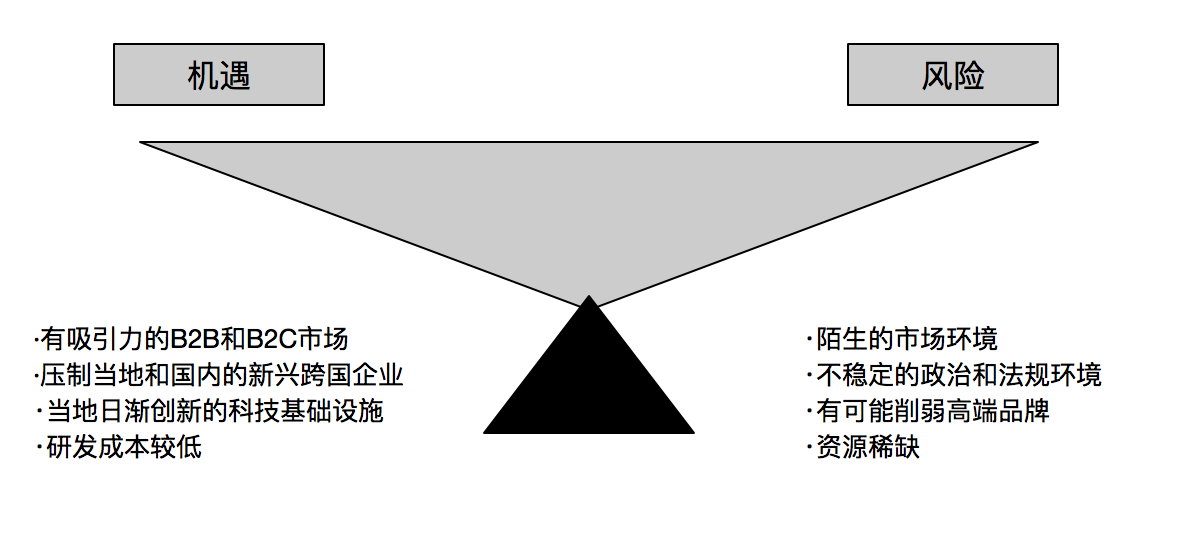 机遇
风险
·有吸引力的B2B和B2C市场
·压制当地和国内的新兴跨国企业
·当地日渐创新的科技基础设施
·研发成本较低
·陌生的市场环境
·不稳定的政治和法规环境
·有可能削弱高端品牌
·资源稀缺